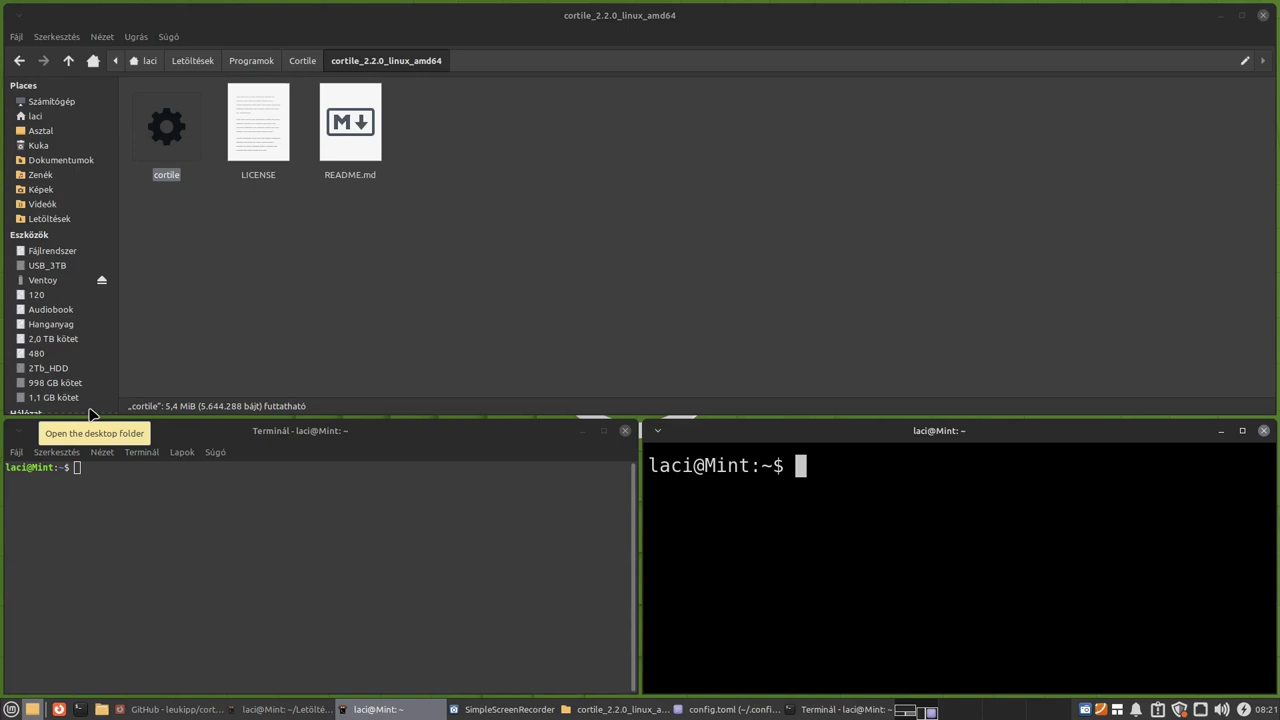 cortile_2.2.0_linux_amd64
Fájl Szerkesztés Nézet Ugrás Súgó
laci Letöltések Programok Cortile cortile_2.2.0_linux_amd64
Places
Számítógép
laci
Asztal
Kuka
Dokumentumok
Zenék
Képek
Videók
Letöltések
Eszközök
Fájlrendszer
USB_3TB
Ventoy
120
Audiobook
Hanganyag
2,0 TB kötet
480
2Tb_HDD
998 GB kötet
1,1 GB kötet
Hálózat
cortile LICENSE README.md
„cortile”: 5,4 MiB (5.644.288 bájt) futtatható
Open the desktop folder
Terminál - laci@Mint: ~
Fájl Szerkesztés Nézet Terminál Lapok Súgó
laci@Mint:~$
laci@Mint: ~
laci@Mint:~$
GitHub - leukipp/cort... laci@Mint: ~/Letölté... laci@Mint: ~ SimpleScreenRecorder cortile_2.2.0_linux_a... config.toml (~/.confi... Terminál - laci@Mint: ~ 08:21